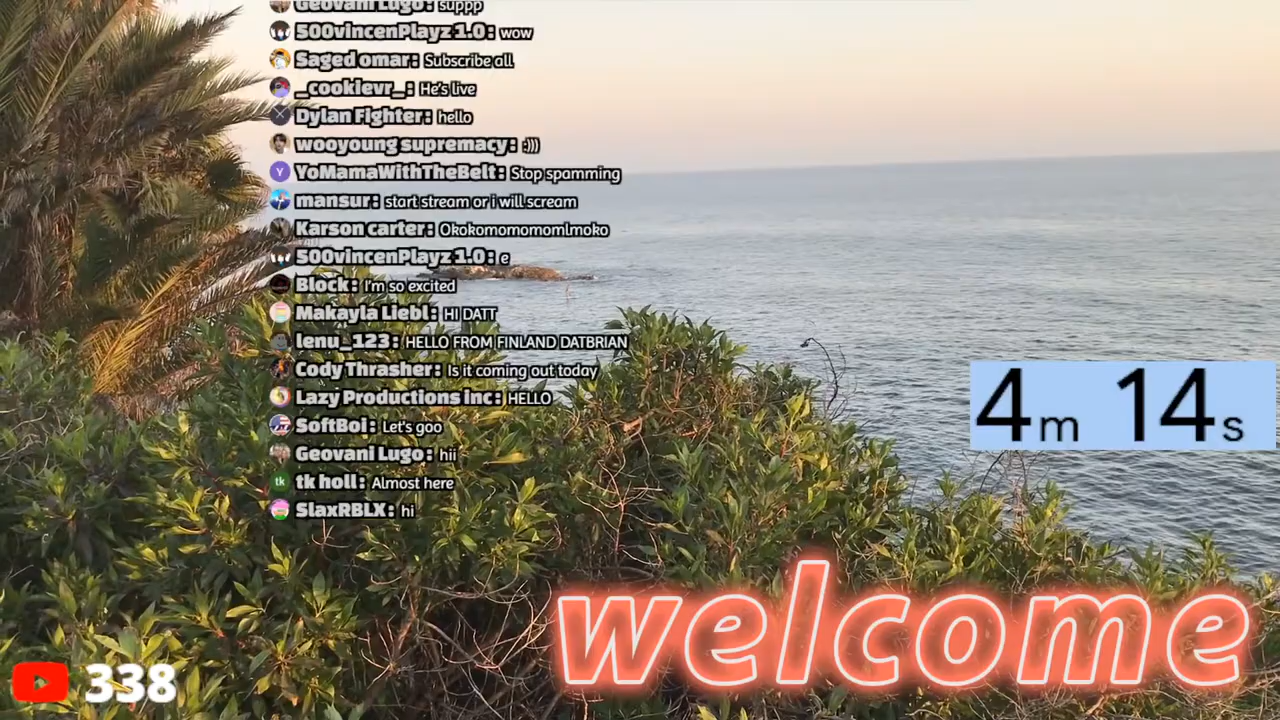 Geovani Lugo: suppp
500vincenPlayz 1.0: wow
Saged omar: Subscribe all
_cookievr_: He's live
Dylan Fighter: hello
wooyoung supremacy: :)))
Y YoMamaWithTheBelt: Stop spamming
mansur: start stream or i will scream
Karson carter: Okokomomomomlmoko
500vincenPlayz 1.0: e
Block: I'm so excited
Makayla Liebl: HI DATT
lenu_123: HELLO FROM FINLAND DATBRIAN
Cody Thrasher: Is it coming out today
Lazy Productions inc: HELLO
SoftBoi: Let's goo
Geovani Lugo: hii
tk tk holl: Almost here
SlaxRBLX: hi
4m 14s
welcome
338